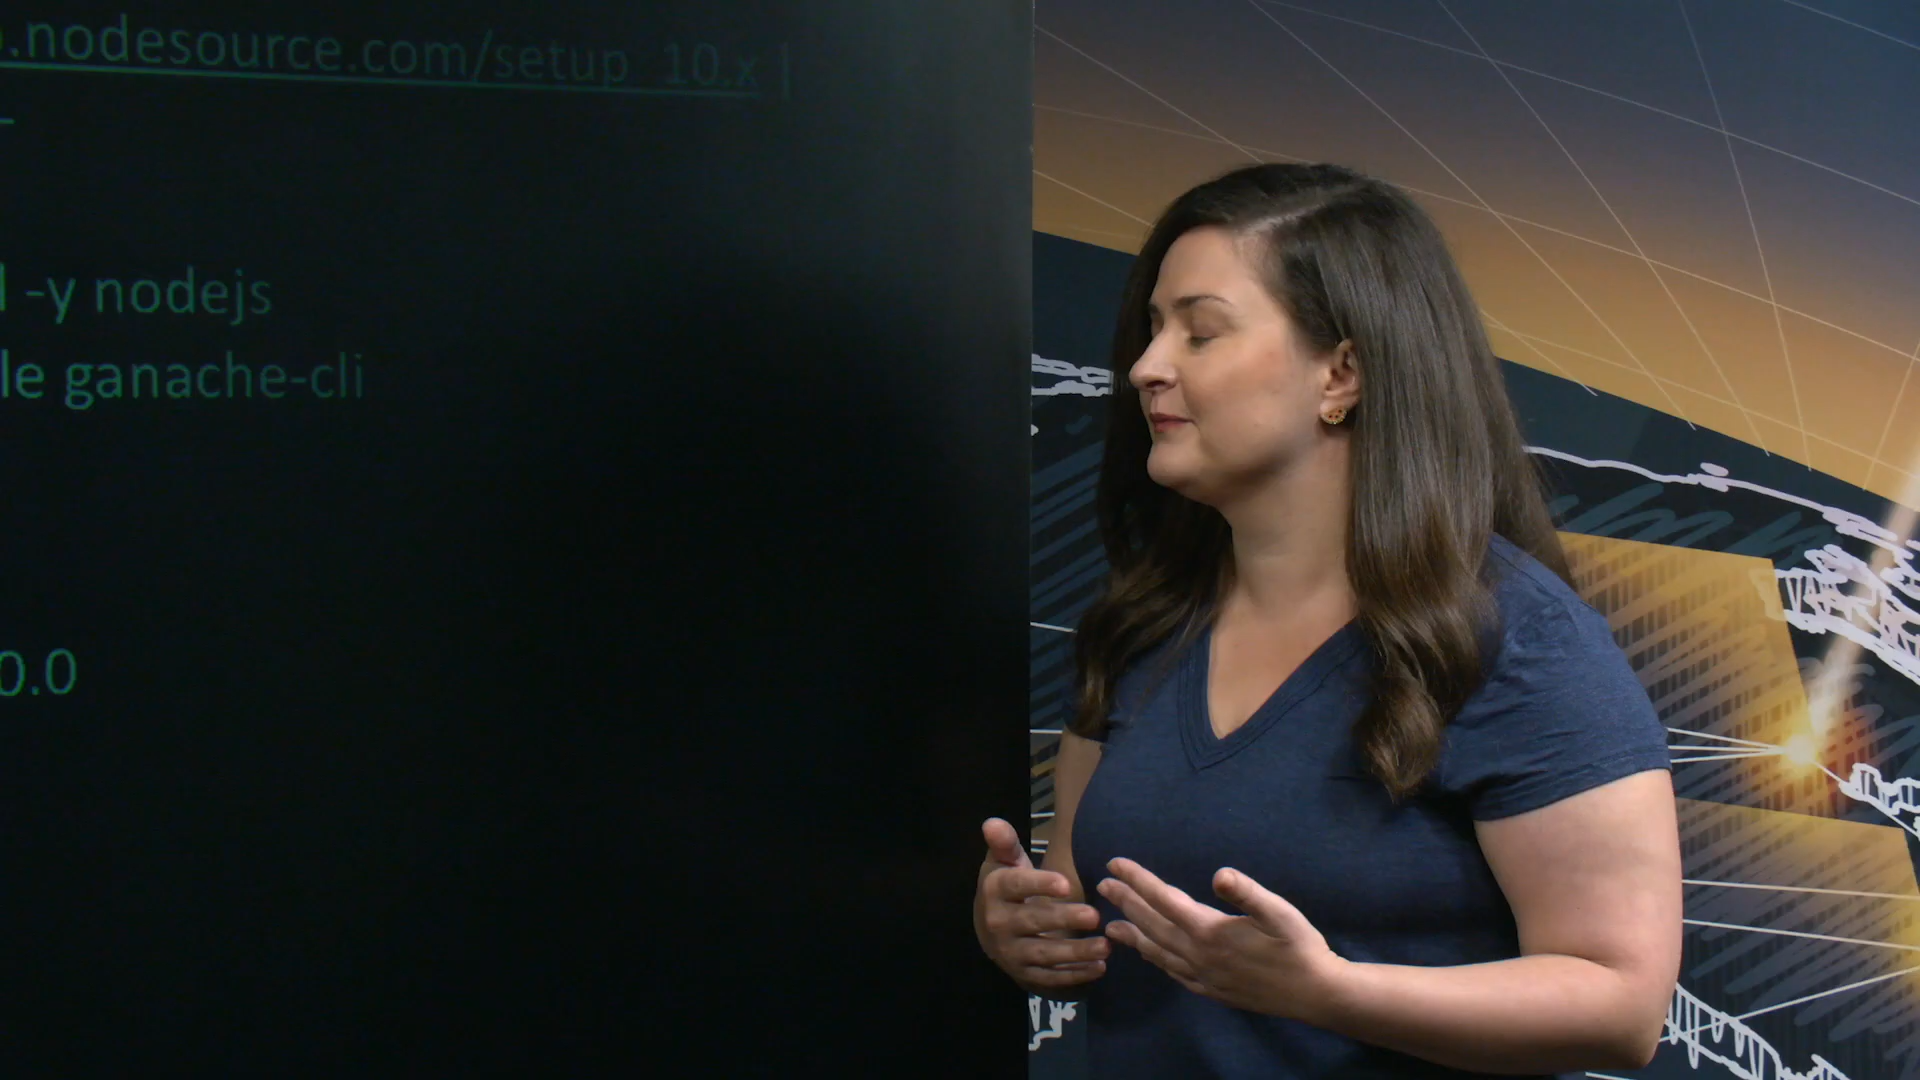 .nodesource.com/setup_10.x |
-
-y nodejs
le ganache-cli
0.0